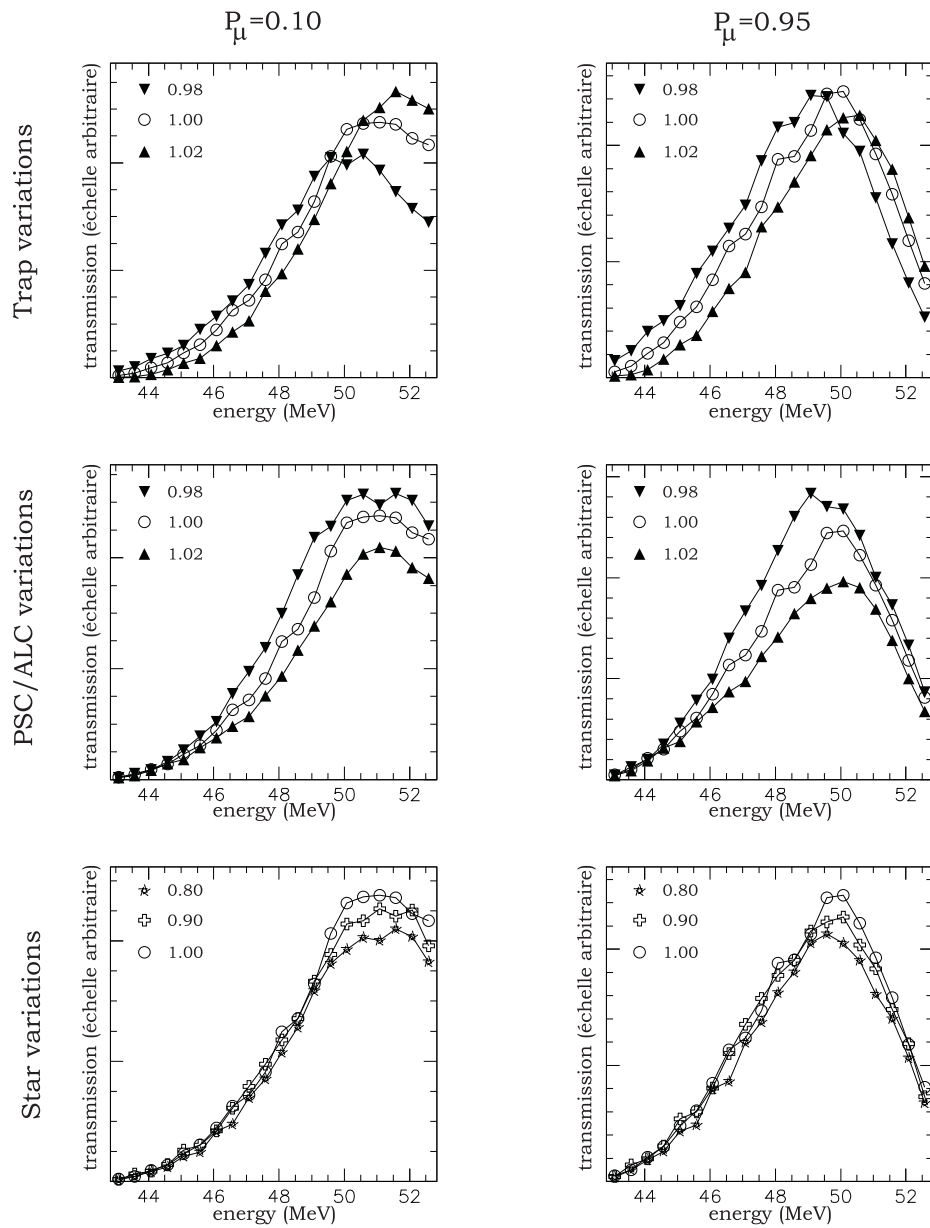 P_μ=0.10
P_μ=0.95
Trap variations
transmission (échelle arbitraire)
0.98
1.00
1.02
44 46 48 50 52
energy (MeV)
transmission (échelle arbitraire)
0.98
1.00
1.02
44 46 48 50 52
energy (MeV)
PSC/ALC variations
transmission (échelle arbitraire)
0.98
1.00
1.02
44 46 48 50 52
energy (MeV)
transmission (échelle arbitraire)
0.98
1.00
1.02
44 46 48 50 52
energy (MeV)
Star variations
transmission (échelle arbitraire)
0.80
0.90
1.00
44 46 48 50 52
energy (MeV)
transmission (échelle arbitraire)
0.80
0.90
1.00
44 46 48 50 52
energy (MeV)